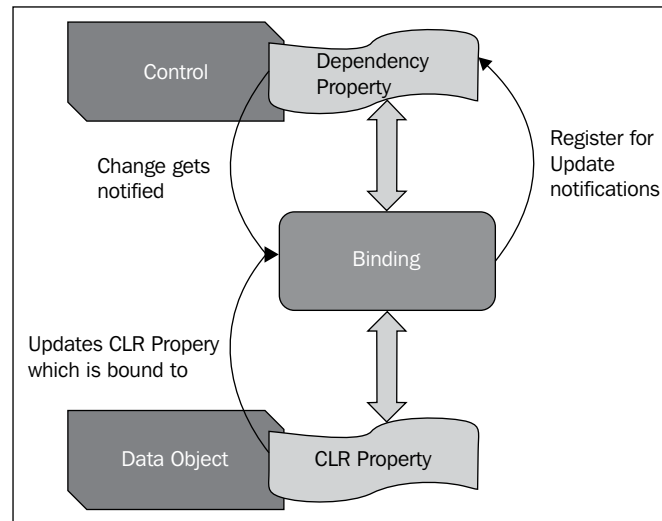 Control
Dependency
Property
Change gets
notified
Register for
Update
notifications
Binding
Updates CLR Propery
which is bound to
Data Object
CLR Property